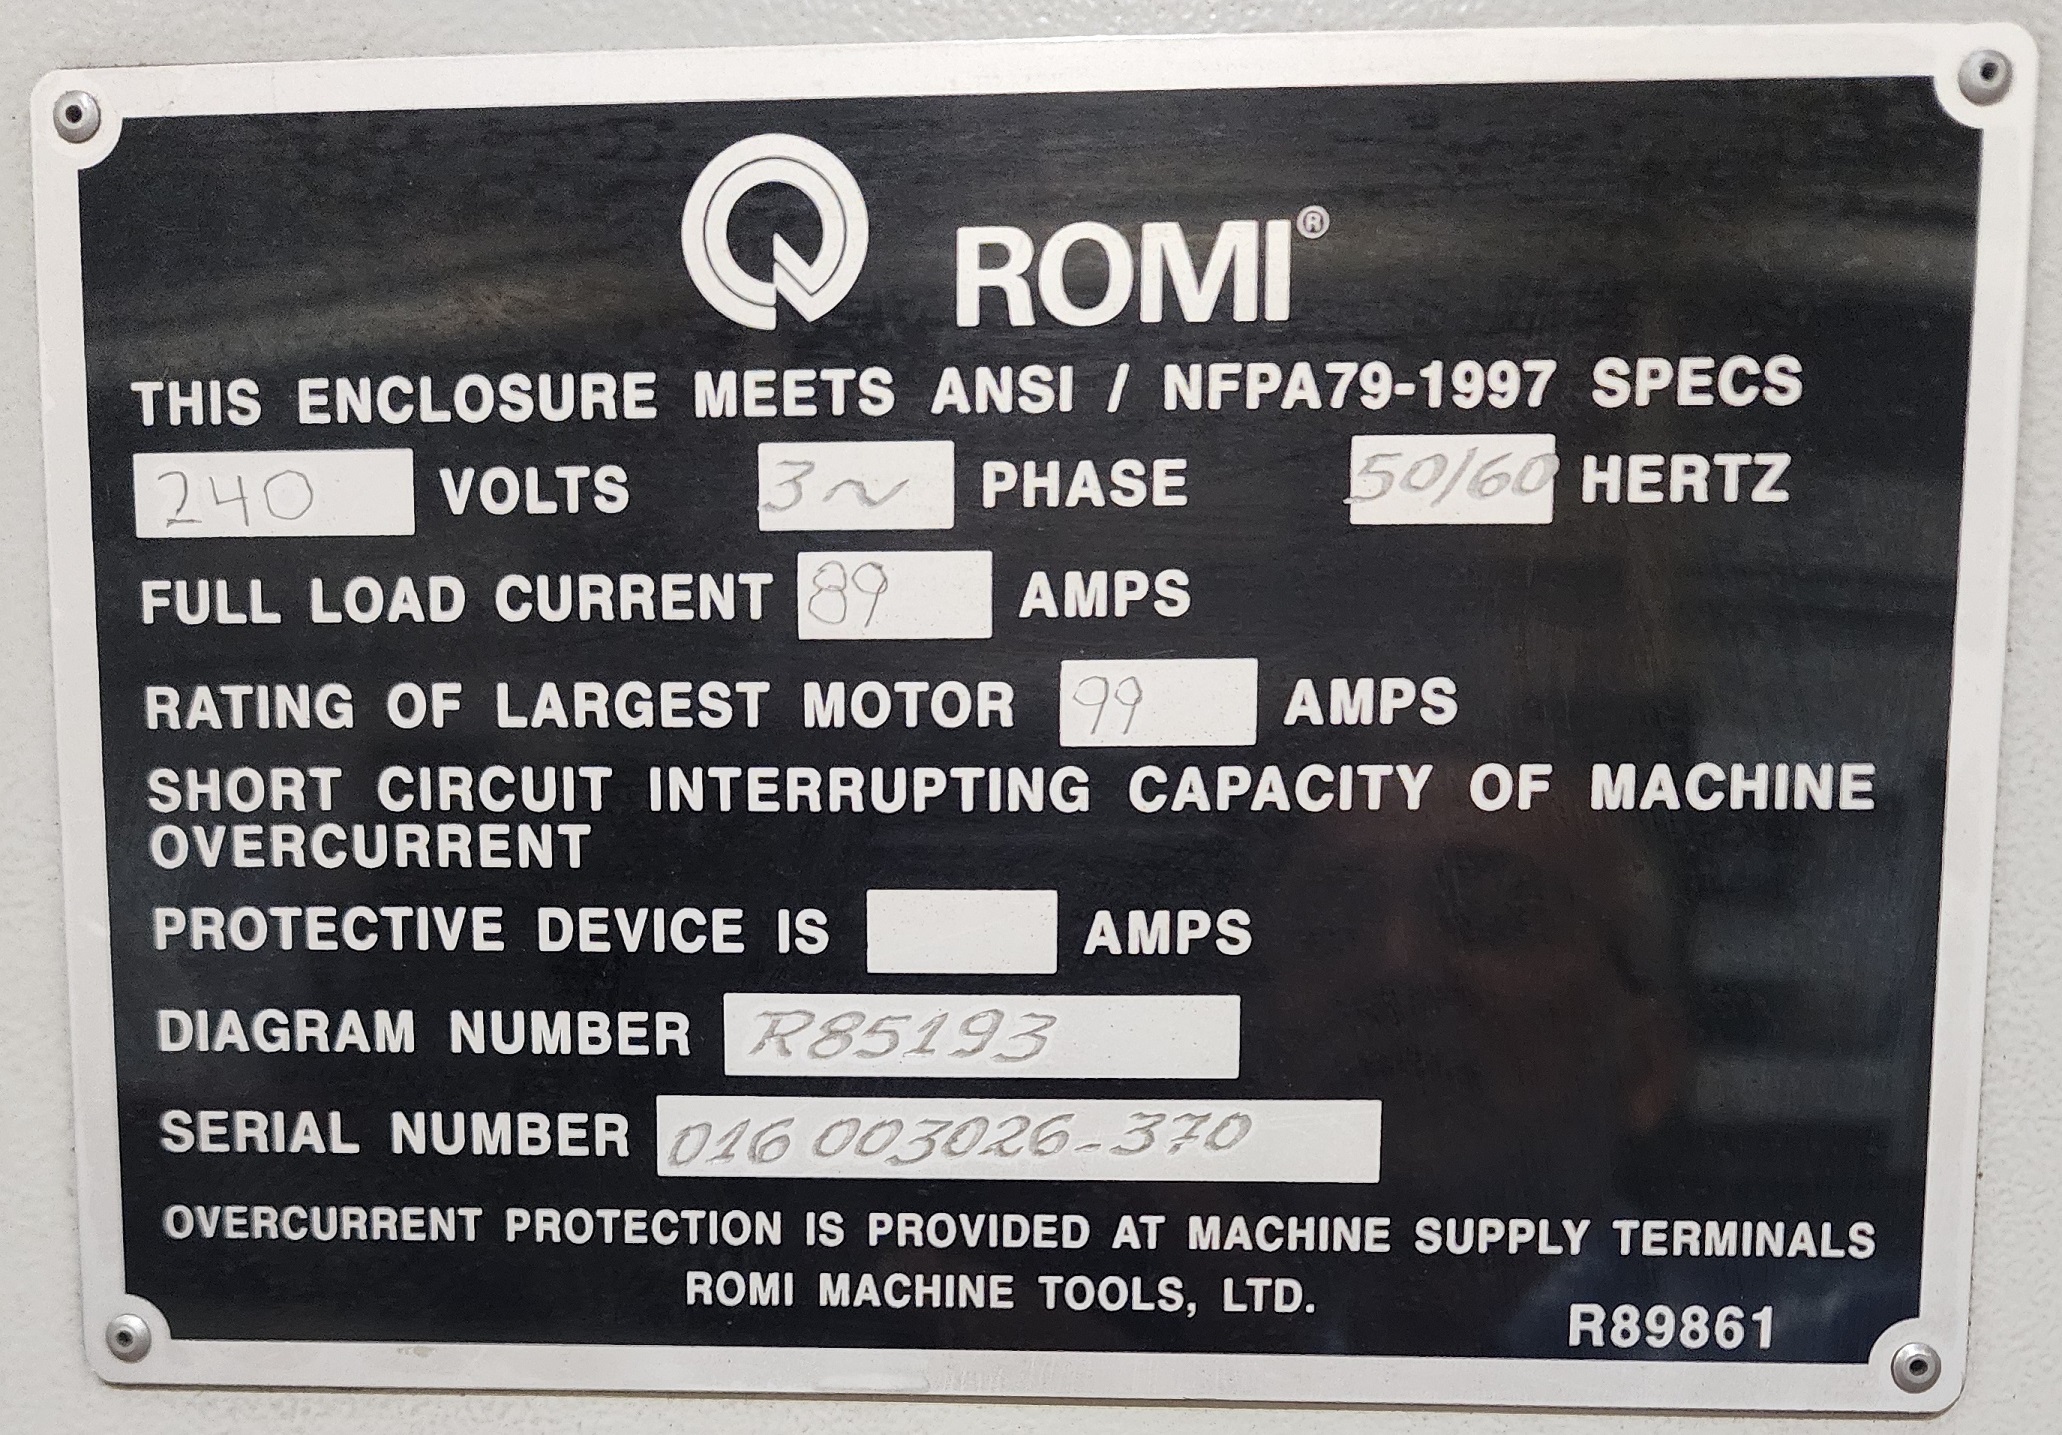 ROMI®
THIS ENCLOSURE MEETS ANSI / NFPA79-1997 SPECS
240 VOLTS 3~ PHASE 50/60 HERTZ
FULL LOAD CURRENT 89 AMPS
RATING OF LARGEST MOTOR 99 AMPS
SHORT CIRCUIT INTERRUPTING CAPACITY OF MACHINE
OVERCURRENT
PROTECTIVE DEVICE IS AMPS
DIAGRAM NUMBER R85193
SERIAL NUMBER 016 003026-370
OVERCURRENT PROTECTION IS PROVIDED AT MACHINE SUPPLY TERMINALS
ROMI MACHINE TOOLS, LTD.
R89861